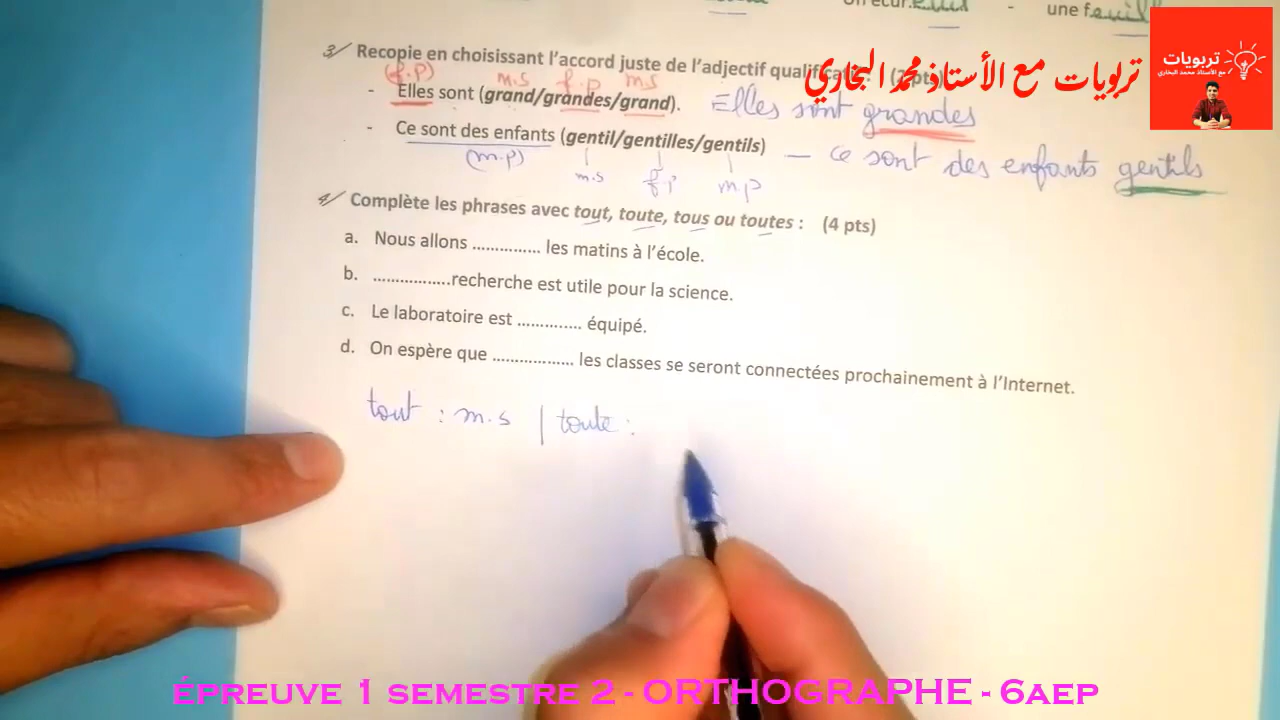 une f.euill
3/ Recopie en choisissant l'accord juste de l'adjectif qualificatif. (2 pts)
(f.p) m.s f.p m.s
- Elles sont (grand/grandes/grand). Elles sont grandes
- Ce sont des enfants (gentil/gentilles/gentils) — ce sont des enfants gentils
(m.p) m.s f.p m.p
4/ Complète les phrases avec tout, toute, tous ou toutes : (4 pts)
a. Nous allons ............... les matins à l'école.
b. .................recherche est utile pour la science.
c. Le laboratoire est .............. équipé.
d. On espère que .................. les classes se seront connectées prochainement à l'Internet.
tout : m.s | toute :
تربويات مع الأستاذ محمد البخاري
تربويات
مع الأستاذ محمد البخاري
épreuve 1 semestre 2 - ORTHOGRAPHE - 6aep